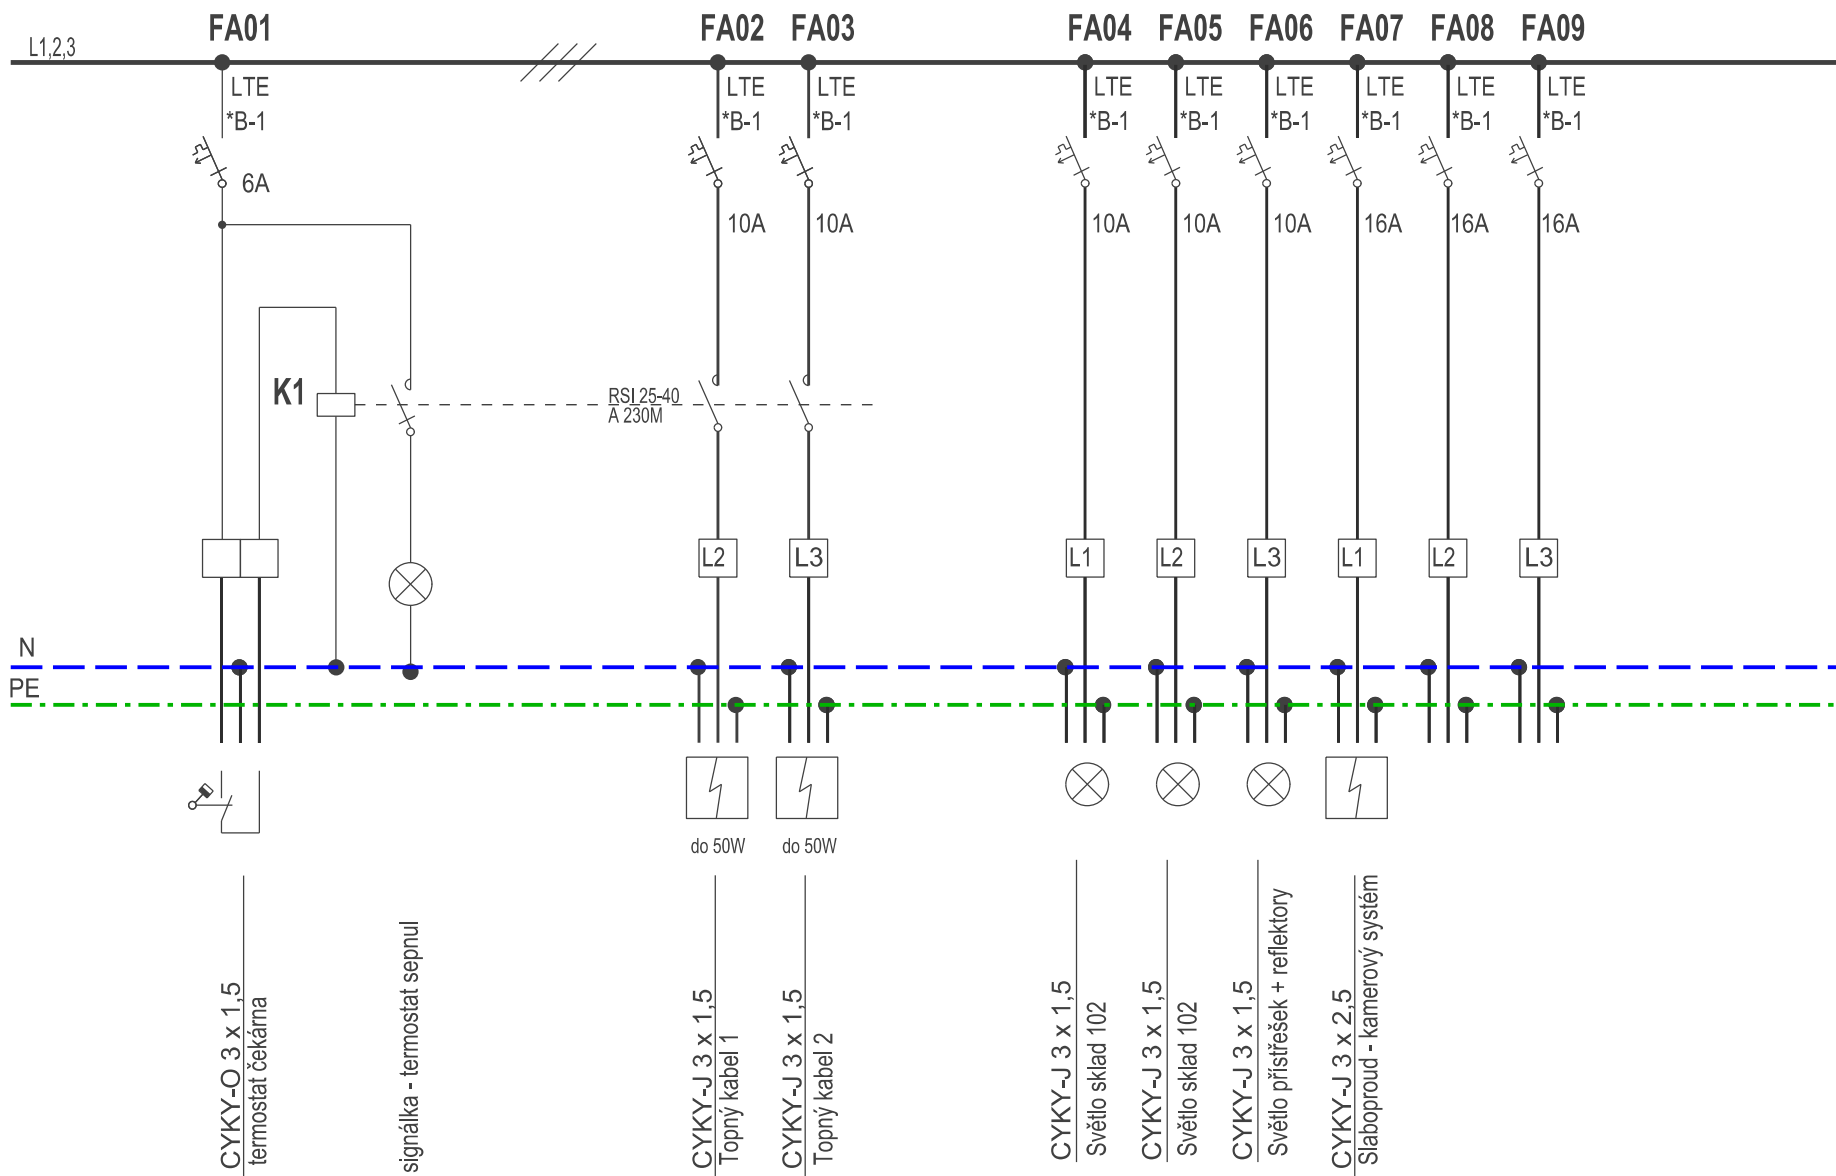 FA01 FA02 FA03 FA04 FA05 FA06 FA07 FA08 FA09
L1,2,3
LTE LTE LTE LTE LTE LTE LTE LTE LTE
*B-1 *B-1 *B-1 *B-1 *B-1 *B-1 *B-1 *B-1 *B-1
6A
10A 10A 10A 10A 10A 16A 16A 16A
K1
RSI 25-40
A 230M
L2 L3 L1 L2 L3 L1 L2 L3
N
PE
do 50W do 50W
CYKY-O 3 x 1,5
termostat čekárna
signálka - termostat sepnul
CYKY-J 3 x 1,5
Topný kabel 1
CYKY-J 3 x 1,5
Topný kabel 2
CYKY-J 3 x 1,5
Světlo sklad 102
CYKY-J 3 x 1,5
Světlo sklad 102
CYKY-J 3 x 1,5
Světlo přístřešek + reflektory
CYKY-J 3 x 2,5
Slaboproud - kamerový systém